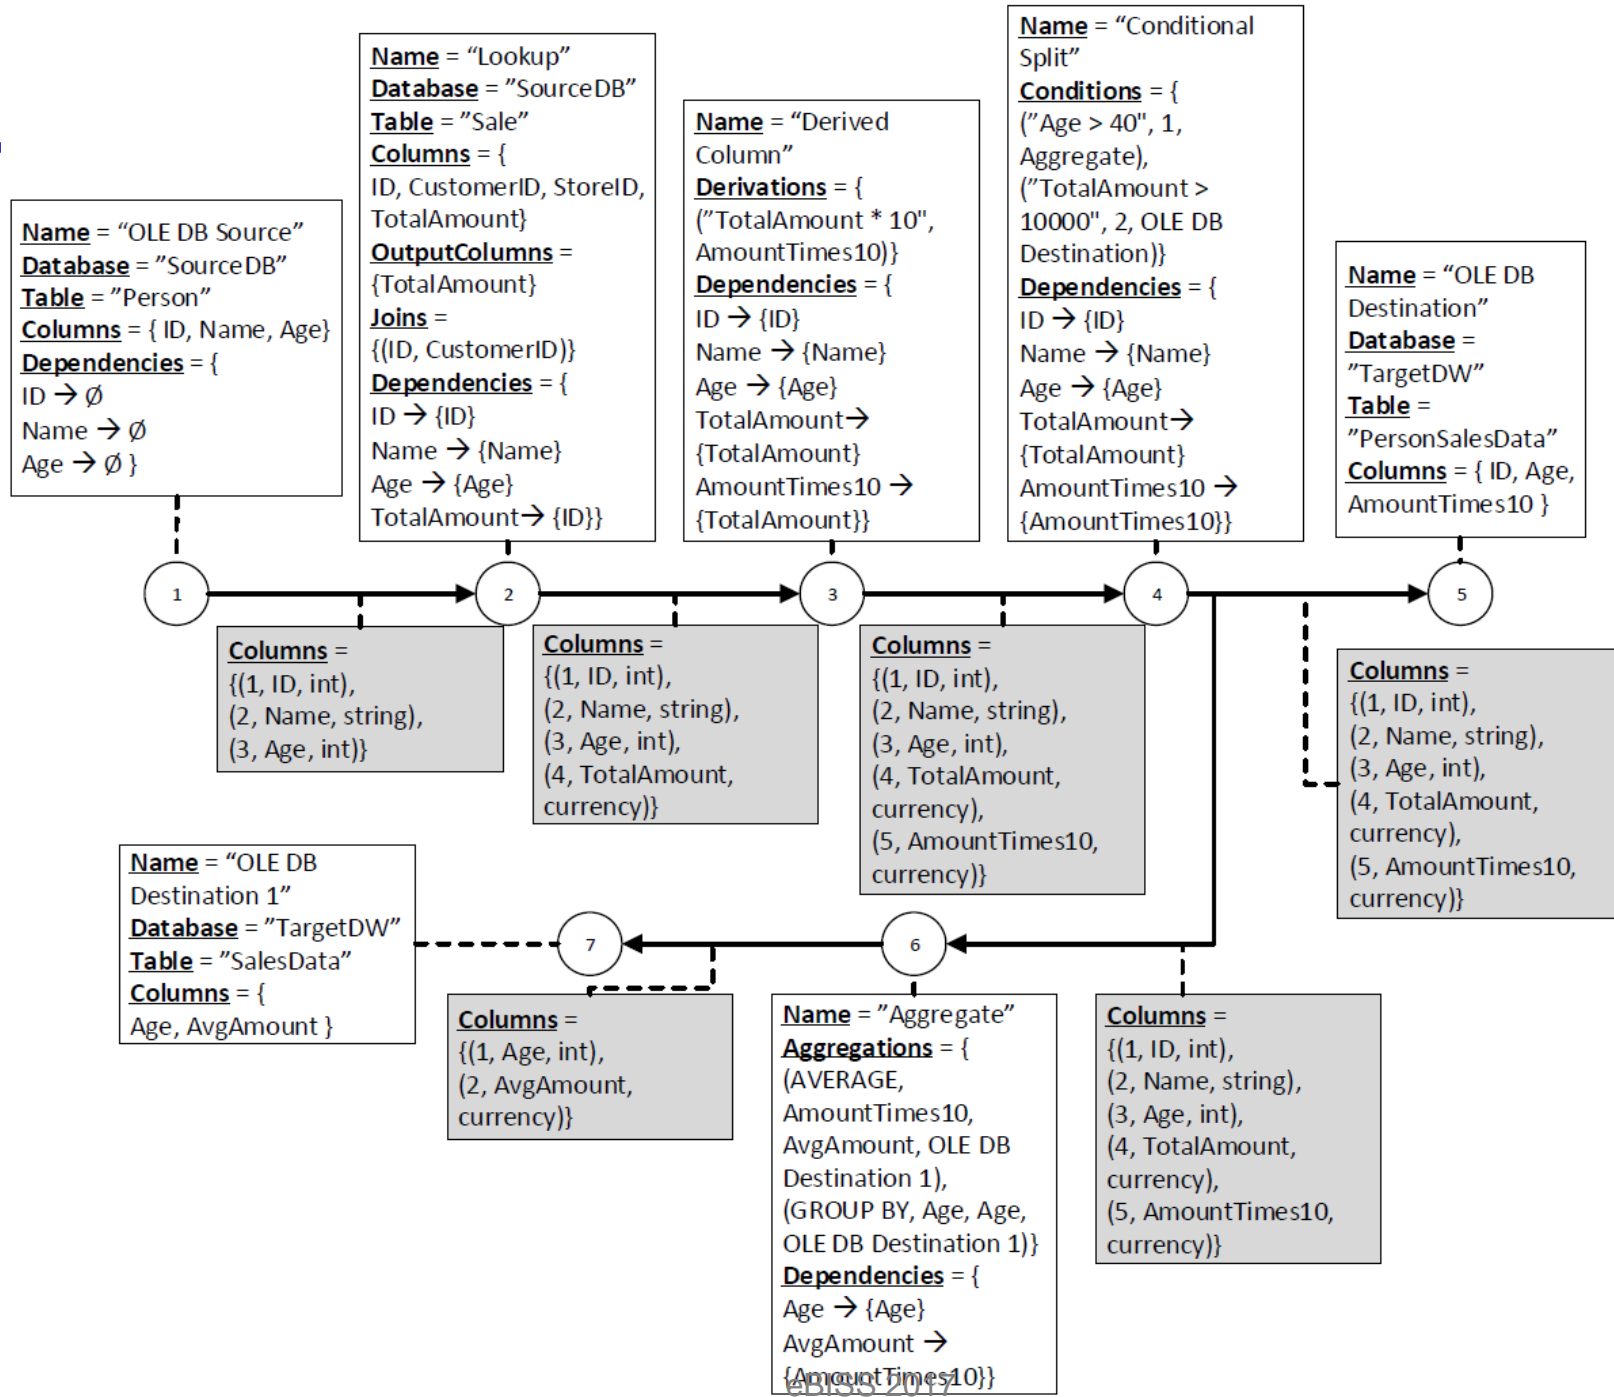 Name = “OLE DB Source”
Database = ”SourceDB”
Table = ”Person”
Columns = { ID, Name, Age}
Dependencies = {
ID → Ø
Name → Ø
Age → Ø }
Name = “Lookup”
Database = ”SourceDB”
Table = ”Sale”
Columns = {
ID, CustomerID, StoreID,
TotalAmount}
OutputColumns =
{TotalAmount}
Joins =
{(ID, CustomerID)}
Dependencies = {
ID → {ID}
Name → {Name}
Age → {Age}
TotalAmount→ {ID}}
Name = “Derived
Column”
Derivations = {
(”TotalAmount * 10",
AmountTimes10)}
Dependencies = {
ID → {ID}
Name → {Name}
Age → {Age}
TotalAmount→
{TotalAmount}
AmountTimes10 →
{TotalAmount}}
Name = “Conditional
Split”
Conditions = {
(”Age > 40", 1,
Aggregate),
(”TotalAmount >
10000", 2, OLE DB
Destination)}
Dependencies = {
ID → {ID}
Name → {Name}
Age → {Age}
TotalAmount→
{TotalAmount}
AmountTimes10 →
{AmountTimes10}}
Name = “OLE DB
Destination”
Database =
”TargetDW”
Table =
”PersonSalesData”
Columns = { ID, Age,
AmountTimes10 }
1
2
3
4
5
Columns =
{(1, ID, int),
(2, Name, string),
(3, Age, int)}
Columns =
{(1, ID, int),
(2, Name, string),
(3, Age, int),
(4, TotalAmount,
currency)}
Columns =
{(1, ID, int),
(2, Name, string),
(3, Age, int),
(4, TotalAmount,
currency),
(5, AmountTimes10,
currency)}
Columns =
{(1, ID, int),
(2, Name, string),
(3, Age, int),
(4, TotalAmount,
currency),
(5, AmountTimes10,
currency)}
Name = “OLE DB
Destination 1”
Database = ”TargetDW”
Table = ”SalesData”
Columns = {
Age, AvgAmount }
7
6
Columns =
{(1, Age, int),
(2, AvgAmount,
currency)}
Name = ”Aggregate”
Aggregations = {
(AVERAGE,
AmountTimes10,
AvgAmount, OLE DB
Destination 1),
(GROUP BY, Age, Age,
OLE DB Destination 1)}
Dependencies = {
Age → {Age}
AvgAmount →
{AmountTimes10}}
Columns =
{(1, ID, int),
(2, Name, string),
(3, Age, int),
(4, TotalAmount,
currency),
(5, AmountTimes10,
currency)}
eBISS 2017